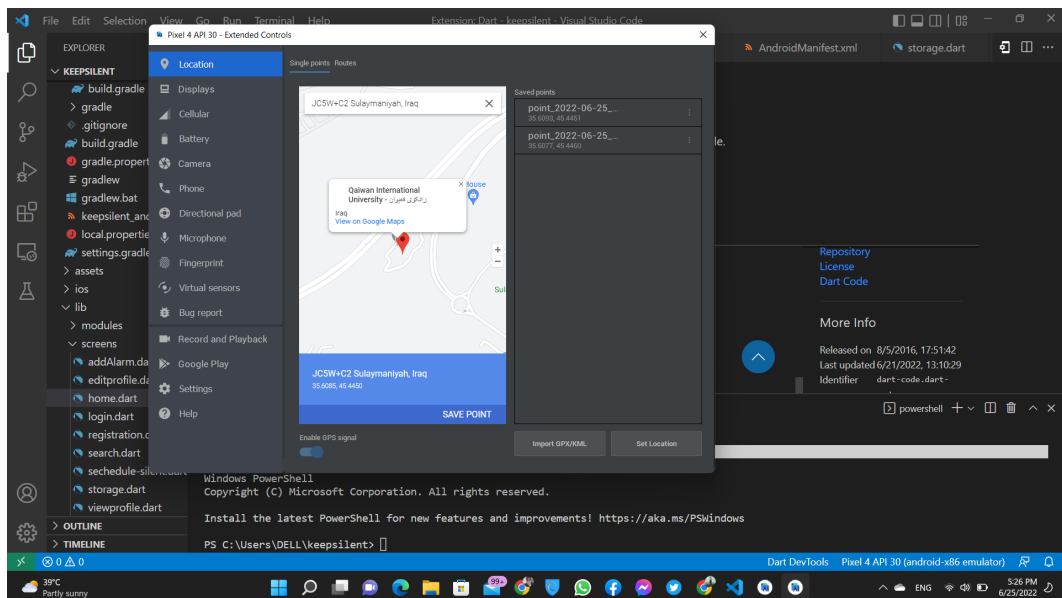 File Edit Selection View Go Run Terminal Help
Extension: Dart - keepsilent - Visual Studio Code
EXPLORER
KEEPSILENT
build.gradle
gradle
.gitignore
build.gradle
gradle.propert
gradlew
gradlew.bat
keepsilent_anc
local.propertie
settings.gradle
assets
ios
lib
modules
screens
addAlarm.da
editprofile.da
home.dart
login.dart
registration.c
search.dart
sechedule-silent.dart
storage.dart
viewprofile.dart
OUTLINE
TIMELINE
Pixel 4 API 30 - Extended Controls
Location
Displays
Cellular
Battery
Camera
Phone
Directional pad
Microphone
Fingerprint
Virtual sensors
Bug report
Record and Playback
Google Play
Settings
Help
Single points Routes
JC5W+C2 Sulaymaniyah, Iraq
House
Qaiwan International
University - زانكۆی قەیوان
Iraq
View on Google Maps
Sul
JC5W+C2 Sulaymaniyah, Iraq
35.6085, 45.4450
SAVE POINT
Enable GPS signal
Saved points
point_2022-06-25_...
35.6093, 45.4451
point_2022-06-25_...
35.6077, 45.4460
Import GPX/KML
Set Location
AndroidManifest.xml
storage.dart
le.
Repository
License
Dart Code
More Info
Released on 8/5/2016, 17:51:42
Last updated 6/21/2022, 13:10:29
Identifier dart-code.dart-
powershell
Windows PowerShell
Copyright (C) Microsoft Corporation. All rights reserved.
Install the latest PowerShell for new features and improvements! https://aka.ms/PSWindows
PS C:\Users\DELL\keepsilent>
0 0
Dart DevTools
Pixel 4 API 30 (android-x86 emulator)
39°C
Partly sunny
99+
ENG
5:26 PM
6/25/2022